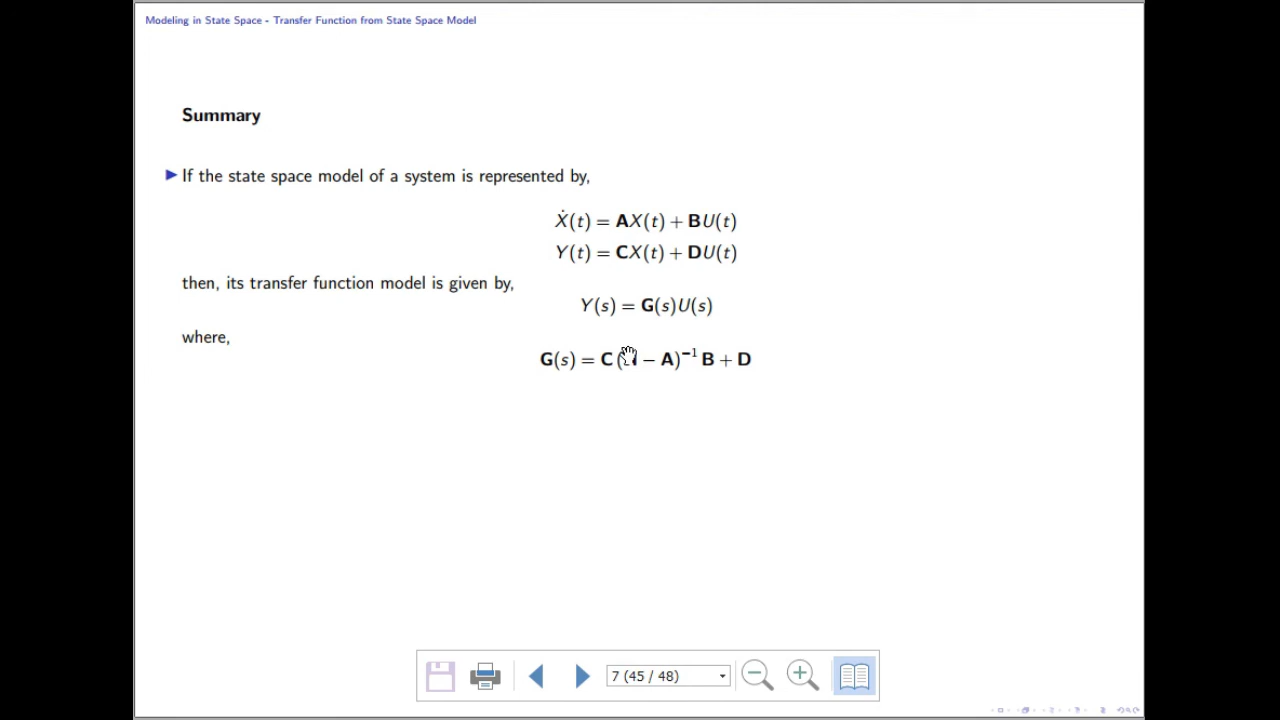 Modeling in State Space - Transfer Function from State Space Model
Summary
▶ If the state space model of a system is represented by,
Ẋ(t) = AX(t) + BU(t)
Y(t) = CX(t) + DU(t)
then, its transfer function model is given by,
Y(s) = G(s)U(s)
where,
G(s) = C ( − A)⁻¹ B + D
7 (45 / 48)